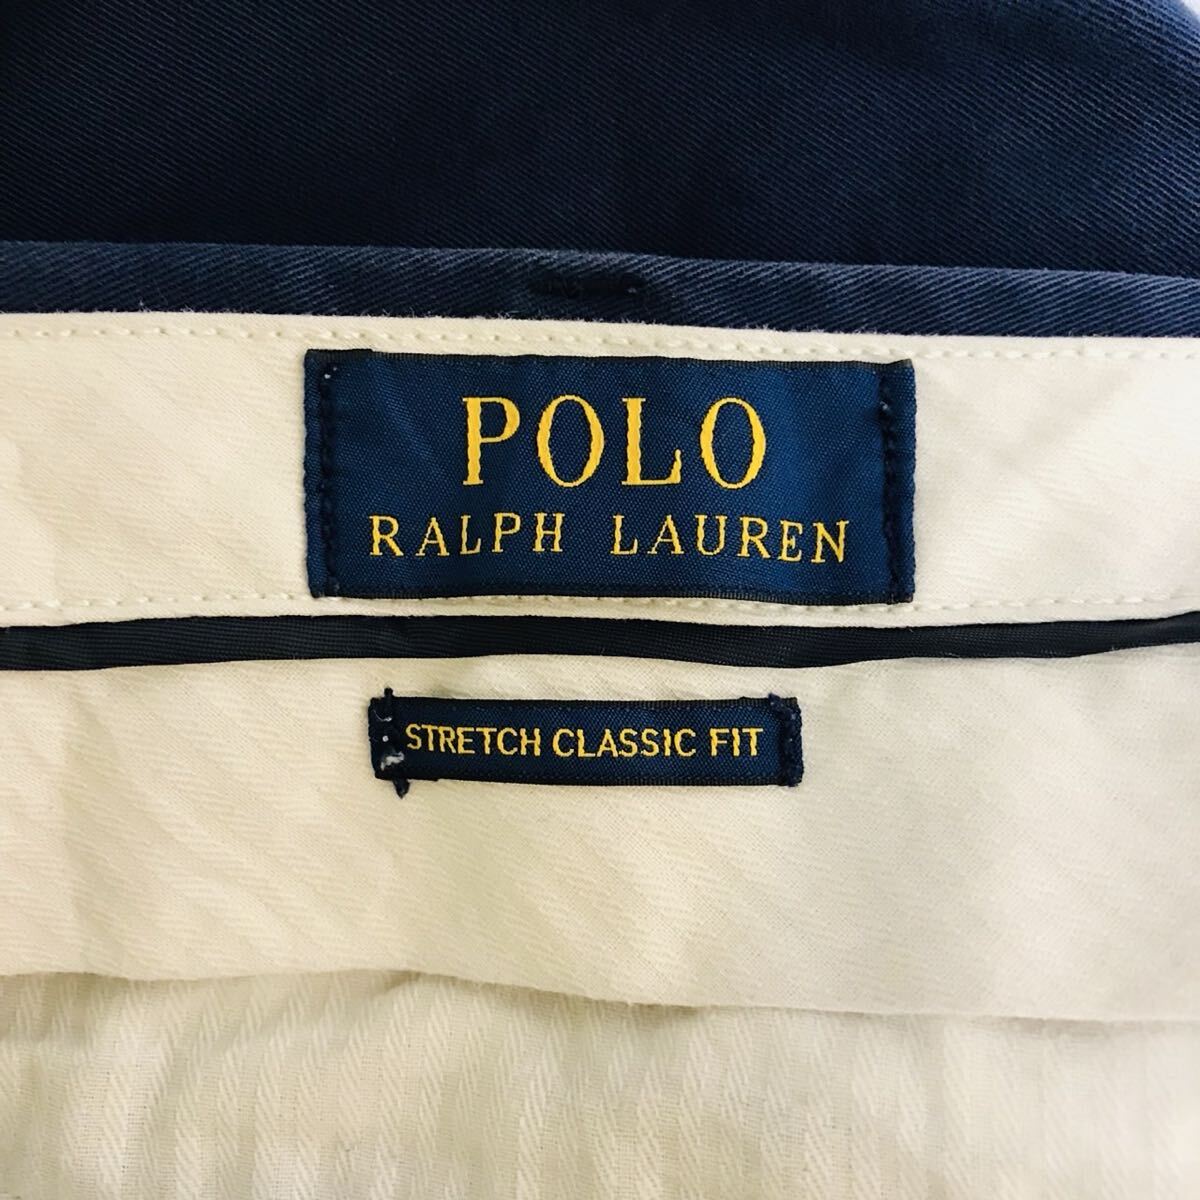 POLO
RALPH LAUREN
STRETCH CLASSIC FIT